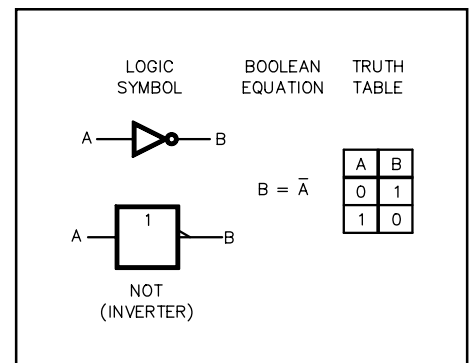 LOGIC SYMBOL
BOOLEAN EQUATION
TRUTH TABLE
A B
B = A̅
A B
0 1
1 0
1
A B
NOT
(INVERTER)